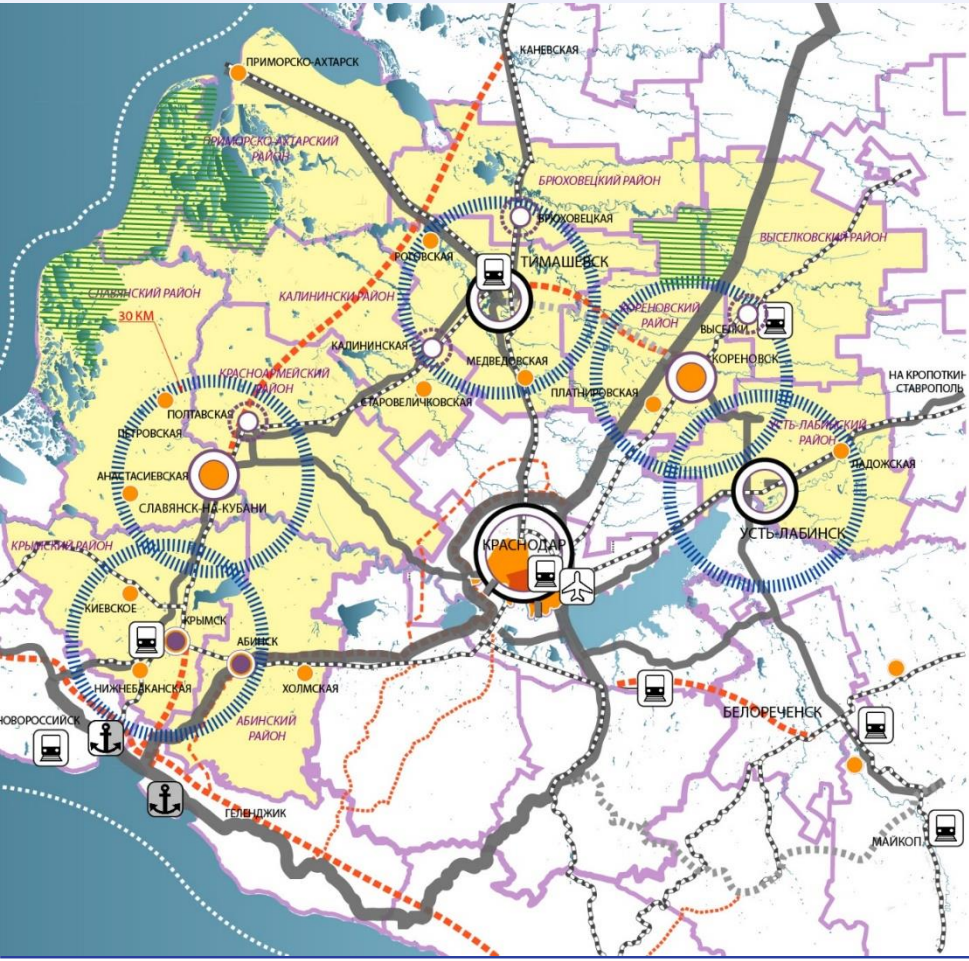 КАНЕВСКАЯ
ПРИМОРСКО-АХТАРСК
ПРИМОРСКО-АХТАРСКИЙ
РАЙОН
БРЮХОВЕЦКИЙ РАЙОН
БРЮХОВЕЦКАЯ
ВЫСЕЛКОВСКИЙ РАЙОН
РОГОВСКАЯ
ТИМАШЕВСК
СЛАВЯНСКИЙ РАЙОН
КАЛИНИНСКИ РАЙОН
КОРЕНОВСКИЙ
РАЙОН
30 КМ
ВЫСЕЛКИ
КАЛИНИНСКАЯ
МЕДВЕДОВСКАЯ
КОРЕНОВСК
КРАСНОАРМЕЙСКИЙ
РАЙОН
НА КРОПОТКИН
СТАВРОПОЛЬ
СТАРОВЕЛИЧКОВСКАЯ
ПЛАТНИРОВСКАЯ
ПОЛТАВСКАЯ
ПЕТРОВСКАЯ
УСТЬ-ЛАБИНСКИЙ
РАЙОН
ЛАДОЖСКАЯ
АНАСТАСИЕВСКАЯ
СЛАВЯНСК-НА-КУБАНИ
УСТЬ-ЛАБИНСК
КРАСНОДАР
КРЫМСКИЙ РАЙОН
КИЕВСКОЕ
КРЫМСК
АБИНСК
НИЖНЕБАКАНСКАЯ
ХОЛМСКАЯ
НОВОРОССИЙСК
АБИНСКИЙ
РАЙОН
БЕЛОРЕЧЕНСК
ГЕЛЕНДЖИК
МАЙКОП